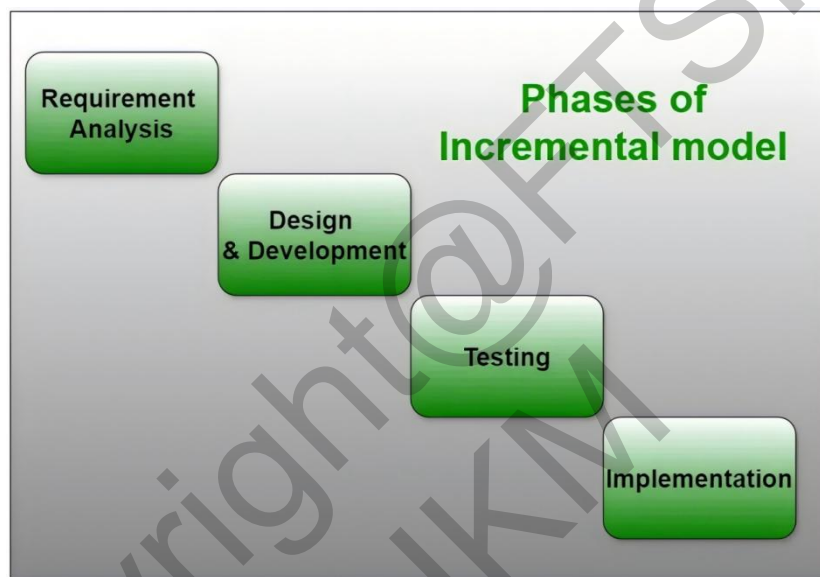 Phases of
Incremental model
Requirement
Analysis
Design
& Development
Testing
Implementation